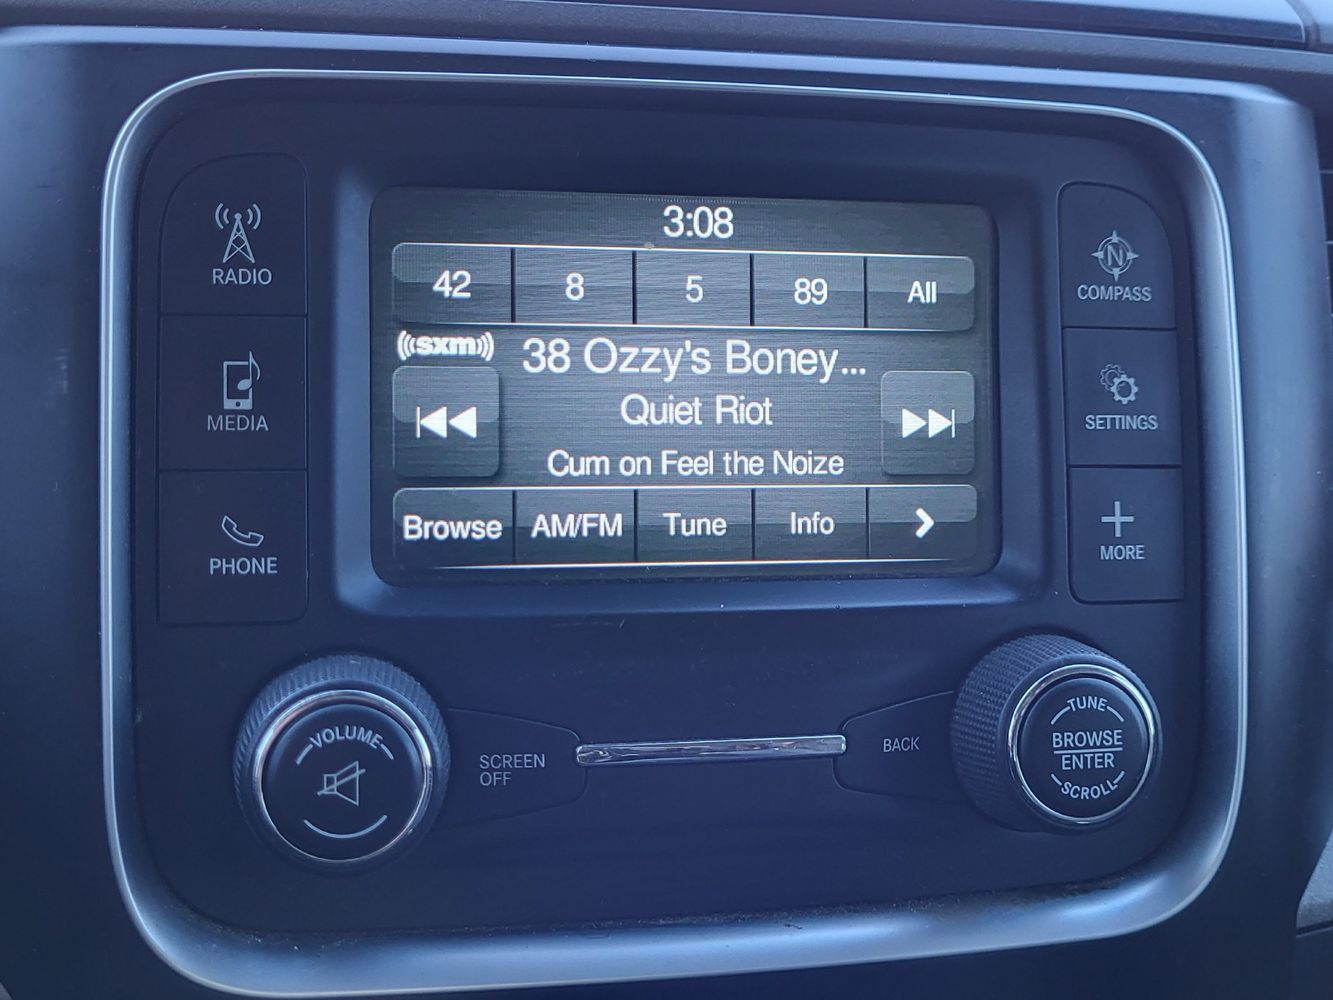 3:08
42 8 5 89 All
sxm
38 Ozzy's Boney...
Quiet Riot
Cum on Feel the Noize
Browse AM/FM Tune Info
RADIO
MEDIA
PHONE
N
COMPASS
SETTINGS
MORE
VOLUME
SCREEN
OFF
BACK
TUNE
BROWSE
ENTER
SCROLL